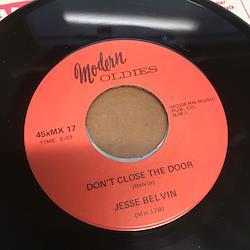 Modern
OLDIES
45xMX 17
TIME 2:55
MODERN MUSIC
PUB. CO.
B.M.I.
DON'T CLOSE THE DOOR
(Belvin)
JESSE BELVIN
(MX-17B)